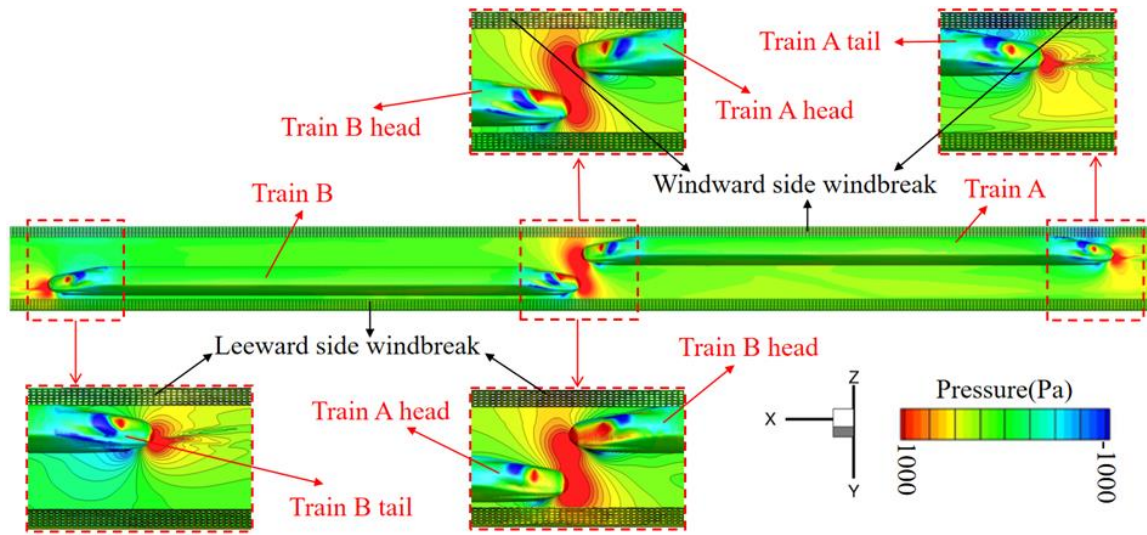 Train A tail
Train B head
Train A head
Windward side windbreak
Train B
Train A
Leeward side windbreak
Train B head
Train A head
Train B tail
Z
X
Y
Pressure(Pa)
1000
-1000